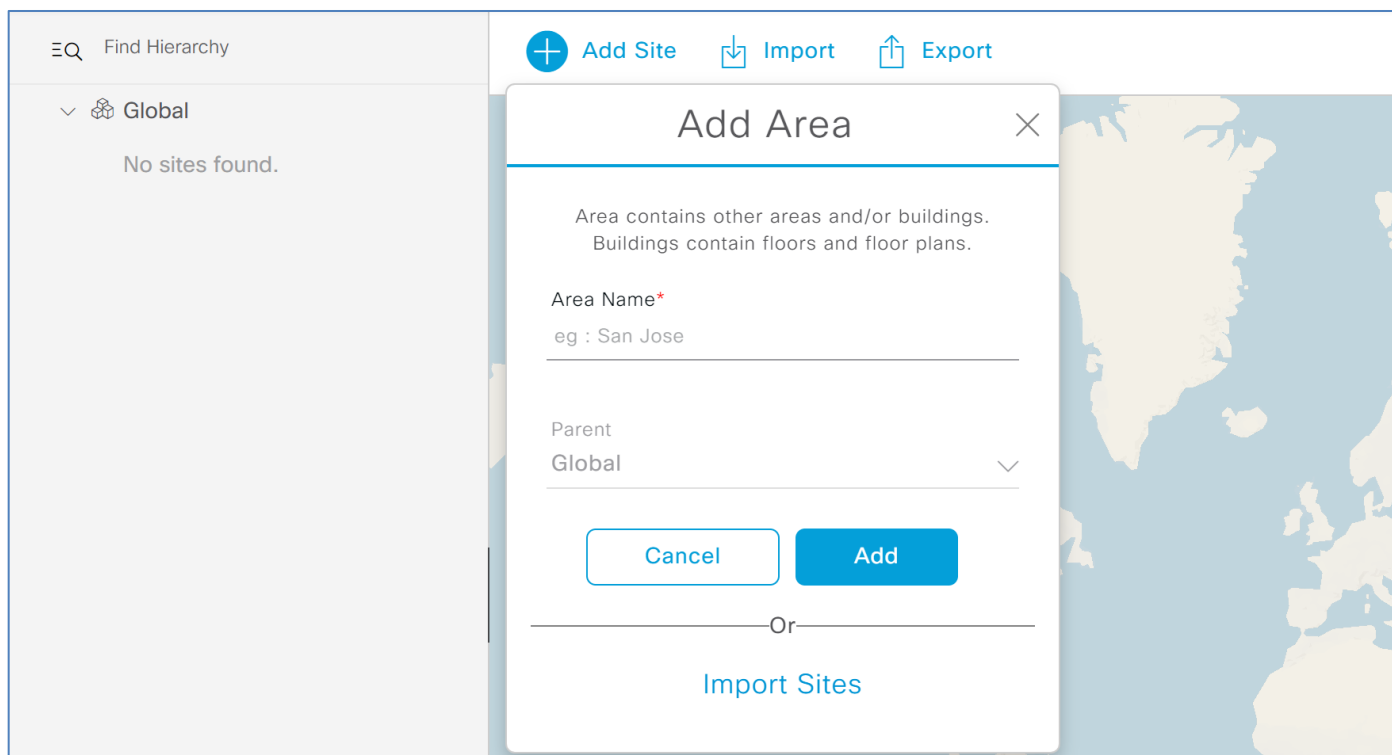 Find Hierarchy
Global
No sites found.
Add Site Import Export
Add Area
Area contains other areas and/or buildings.
Buildings contain floors and floor plans.
Area Name*
eg : San Jose
Parent
Global
Cancel Add
Or
Import Sites